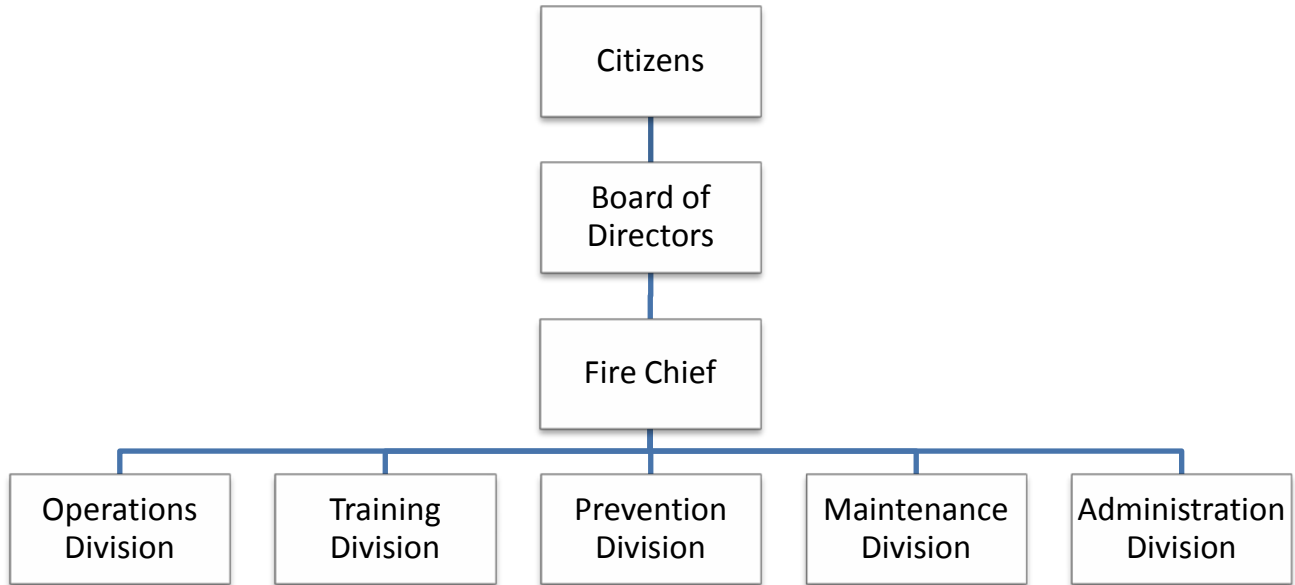 Citizens
Board of
Directors
Fire Chief
Operations
Division
Training
Division
Prevention
Division
Maintenance
Division
Administration
Division